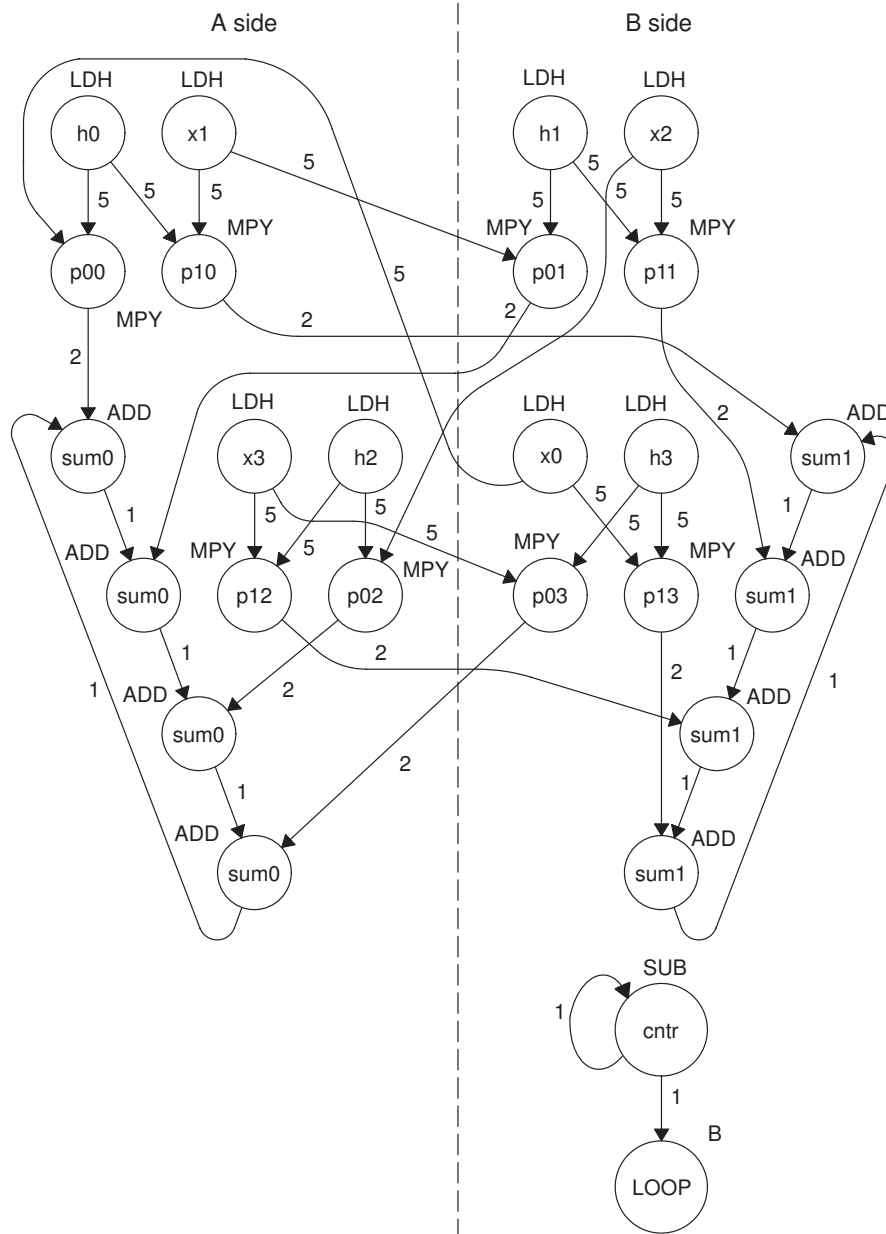 A side B side
LDH LDH LDH LDH
h0 x1 h1 x2
5 5 5 5 5 5 5 5
MPY MPY MPY
p00 p10 p01 p11
5
MPY 2 2
2
ADD LDH LDH LDH LDH 2 ADD
sum0 x3 h2 x0 h3 sum1
1 5 5 5 5 5 5 5 1
ADD MPY MPY MPY MPY ADD
sum0 p12 p02 p03 p13 sum1
1 2 2 1
1 ADD 2 ADD 1
sum0 sum1
1 2 1
ADD ADD
sum0 sum1
SUB
1 cntr
1
B
LOOP